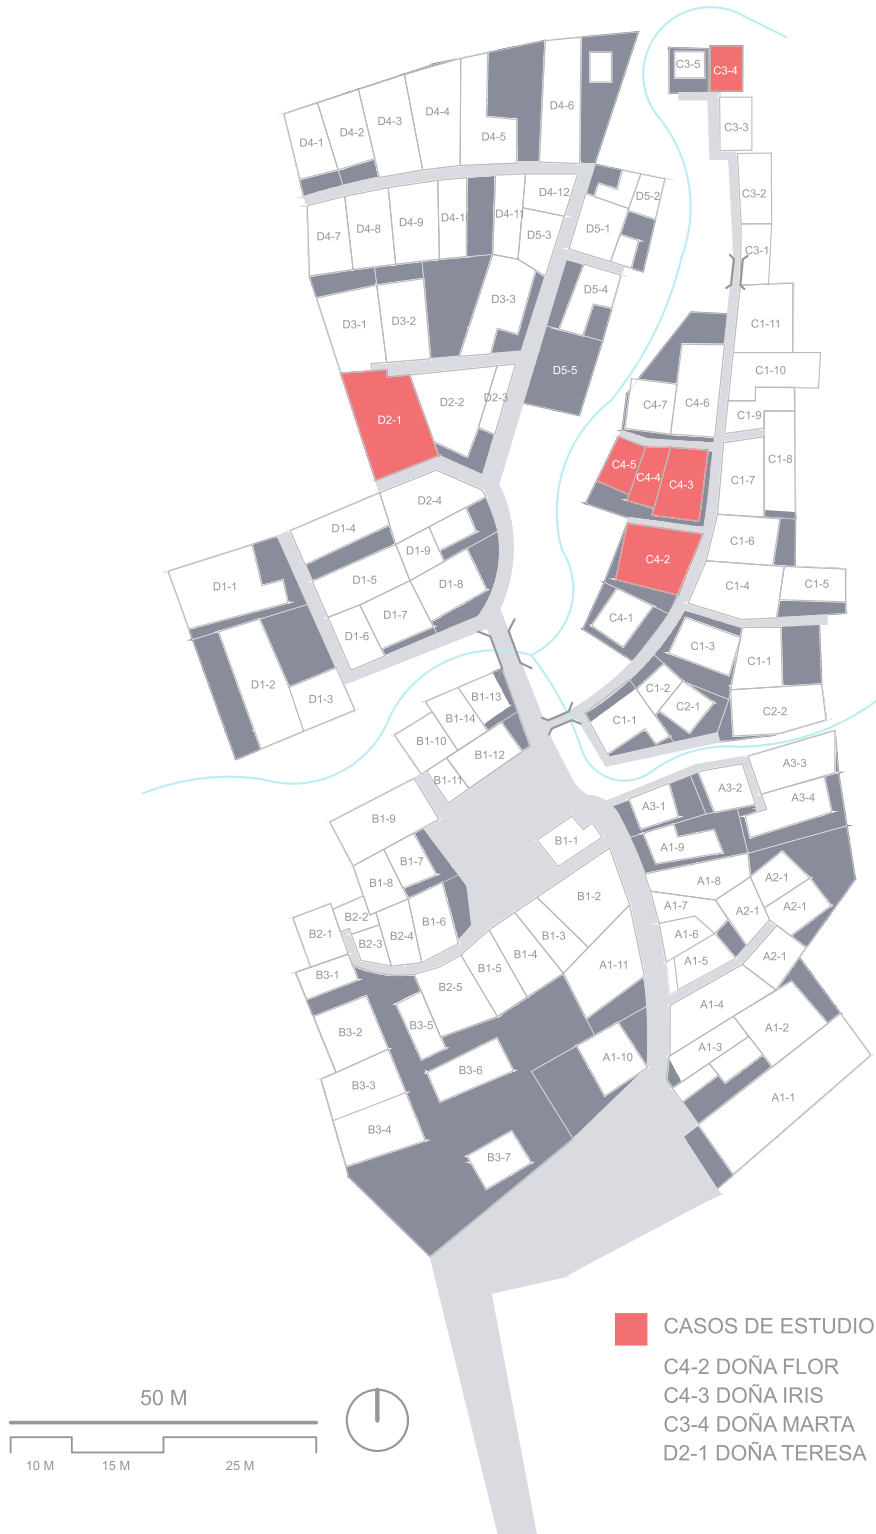 C3-5
C3-4
D4-6
D4-4
D4-3
D4-2
D4-1
D4-5
C3-3
D4-12
D5-2
C3-2
D4-11
D4-1
D4-9
D4-8
D4-7
D5-1
D5-3
C3-1
D5-4
D3-3
D3-2
D3-1
C1-11
D5-5
C1-10
D2-3
D2-2
C4-7
C4-6
C1-9
D2-1
C1-8
C4-5
C4-4
C4-3
C1-7
D2-4
D1-4
C1-6
D1-9
C4-2
D1-5
D1-8
D1-1
C1-4
C1-5
D1-7
D1-6
C4-1
C1-3
C1-1
D1-2
D1-3
C1-2
B1-13
C2-1
C2-2
B1-14
C1-1
B1-10
B1-12
A3-3
B1-11
A3-2
A3-4
A3-1
B1-9
B1-1
A1-9
B1-7
B1-8
A1-8
A2-1
B1-2
A1-7
A2-1
A2-1
B2-2
B1-6
B2-1
B2-4
B1-3
A1-6
B2-3
B1-4
A2-1
A1-5
B1-5
A1-11
B3-1
B2-5
A1-4
B3-5
A1-2
B3-2
A1-3
A1-10
B3-6
B3-3
A1-1
B3-4
B3-7
CASOS DE ESTUDIO
C4-2 DOÑA FLOR
C4-3 DOÑA IRIS
C3-4 DOÑA MARTA
D2-1 DOÑA TERESA
50 M
10 M
15 M
25 M